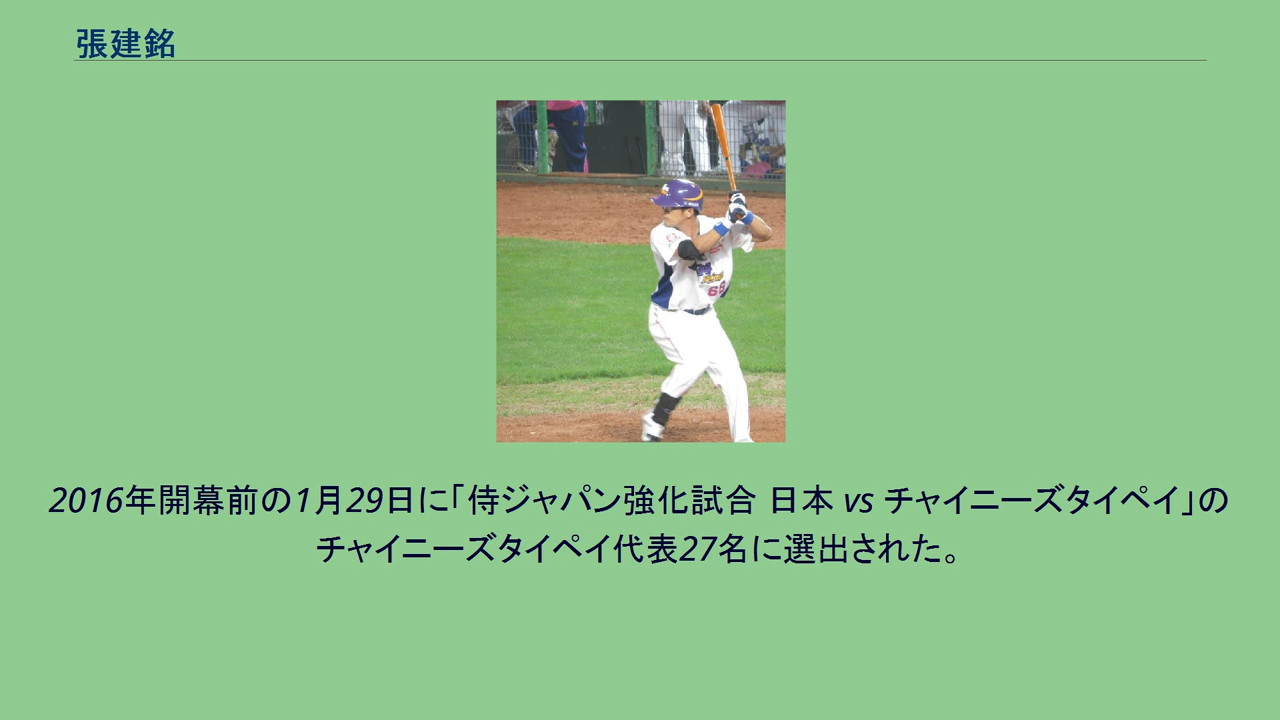 張建銘
2016年開幕前の1月29日に「侍ジャパン強化試合 日本 vs チャイニーズタイペイ」の
チャイニーズタイペイ代表27名に選出された。